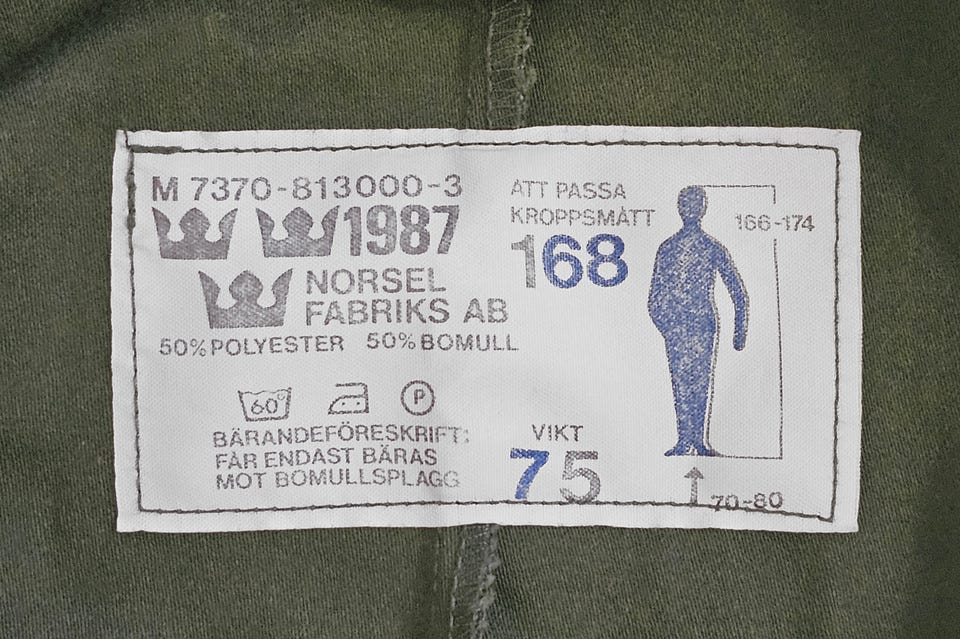 M 7370-813000-3
1987
NORSEL
FABRIKS AB
50% POLYESTER 50% BOMULL
60°
P
BÄRANDEFÖRESKRIFT:
FÅR ENDAST BÄRAS
MOT BOMULLSPLAGG
ATT PASSA
KROPPSMÅTT
168
166-174
VIKT
75
70-80